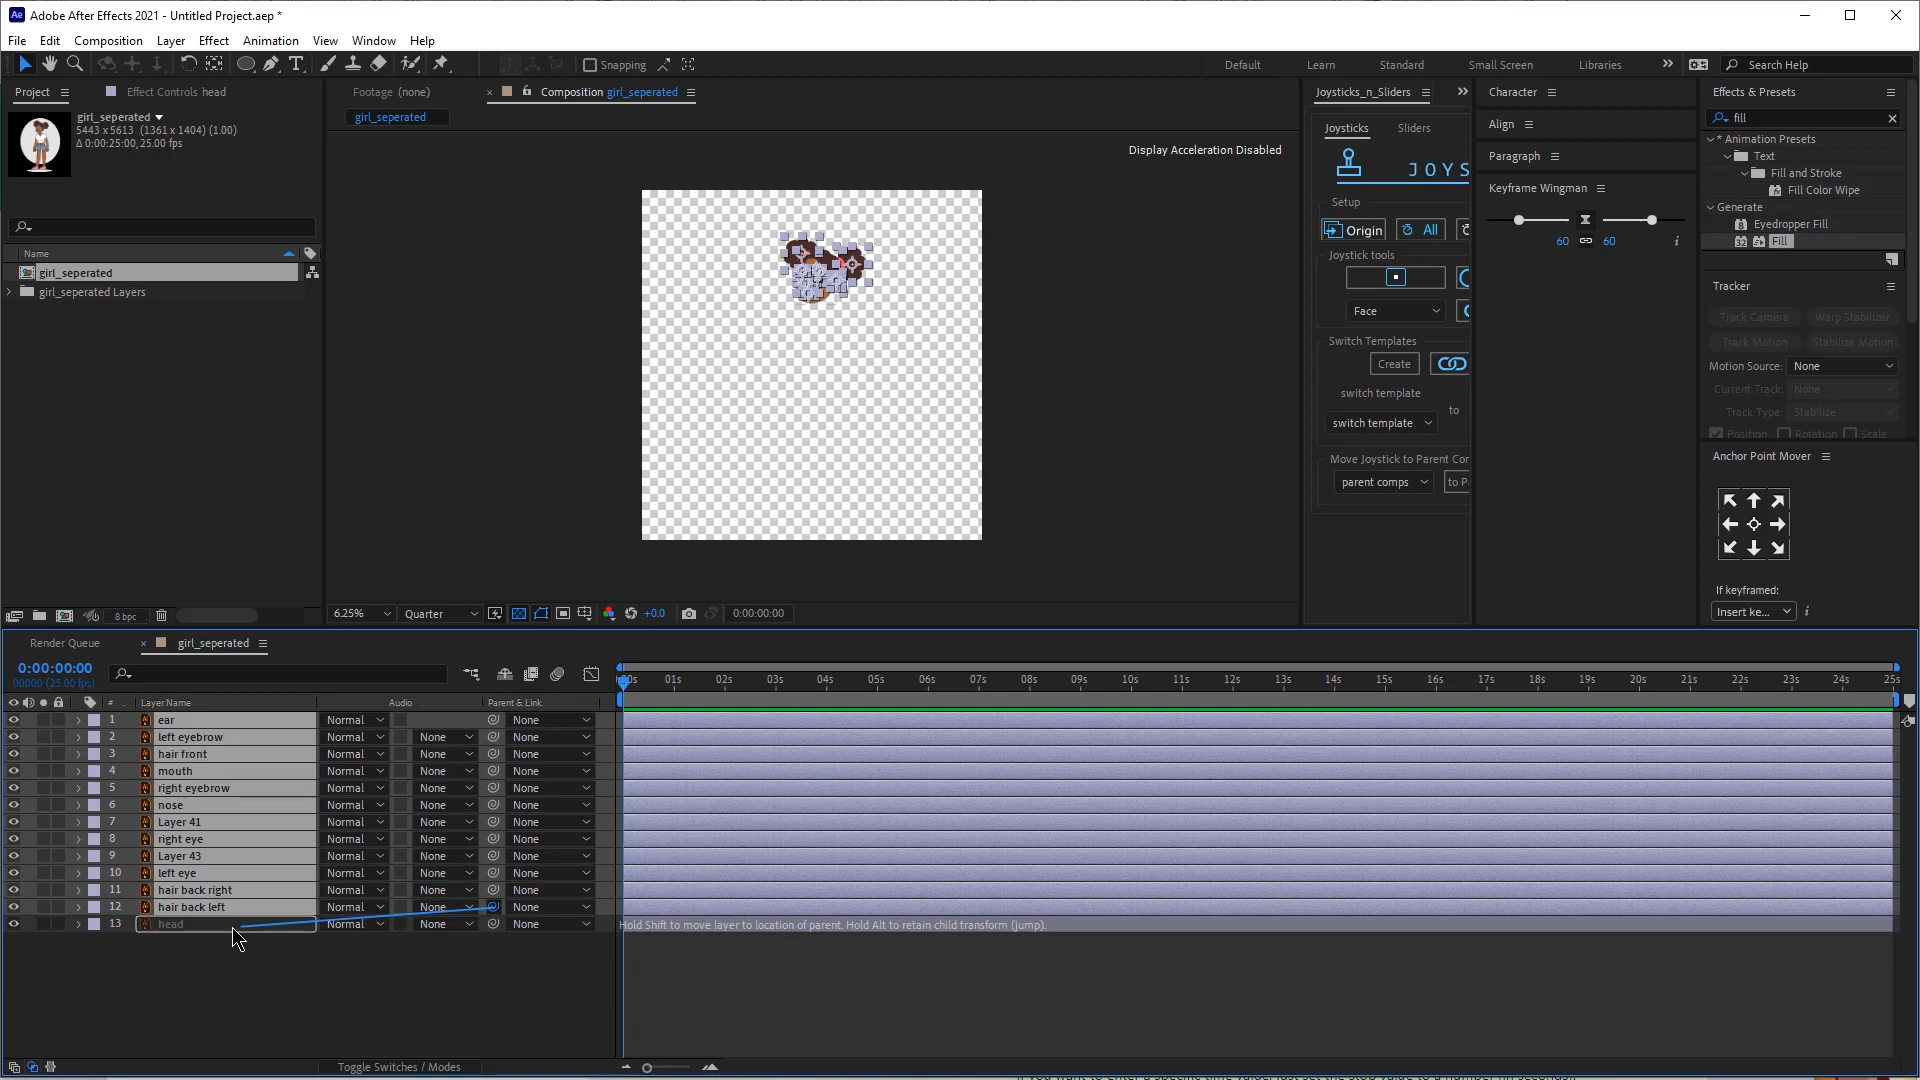 Adobe After Effects 2021 - Untitled Project.aep *
File Edit Composition Layer Effect Animation View Window Help
Snapping Default Learn Standard Small Screen Libraries Search Help
Project Effect Controls head
girl_seperated
5443 x 5613 (1361 x 1404) (1.00)
Δ 0:00:25:00, 25.00 fps
Name
girl_seperated
girl_seperated Layers
8 bpc
Footage (none) Composition girl_seperated
girl_seperated
Display Acceleration Disabled
6.25% Quarter +0.0 0:00:00:00
Joysticks_n_Sliders
Joysticks Sliders
JOYS
Setup
Origin All
Joystick tools
Face
Switch Templates
Create
switch template
to
switch template
Move Joystick to Parent Cor
parent comps to P
Character
Align
Paragraph
Keyframe Wingman
60 60
Effects & Presets
fill
* Animation Presets
Text
Fill and Stroke
Fill Color Wipe
Generate
Eyedropper Fill
Fill
Tracker
Track Camera Warp Stabilizer
Track Motion Stabilize Motion
Motion Source: None
Current Track: None
Track Type: Stabilize
Position Rotation Scale
Anchor Point Mover
If keyframed:
Insert ke...
Render Queue girl_seperated
0:00:00:00
00000 (25.00 fps)
01s 02s 03s 04s 05s 06s 07s 08s 09s 10s 11s 12s 13s 14s 15s 16s 17s 18s 19s 20s 21s 22s 23s 24s 25s
# Layer Name Audio Parent & Link
1 ear Normal None
2 left eyebrow Normal None None
3 hair front Normal None None
4 mouth Normal None None
5 right eyebrow Normal None None
6 nose Normal None None
7 Layer 41 Normal None None
8 right eye Normal None None
9 Layer 43 Normal None None
10 left eye Normal None None
11 hair back right Normal None None
12 hair back left Normal None None
13 head Normal None None
Hold Shift to move layer to location of parent. Hold Alt to retain child transform (jump).
Toggle Switches / Modes